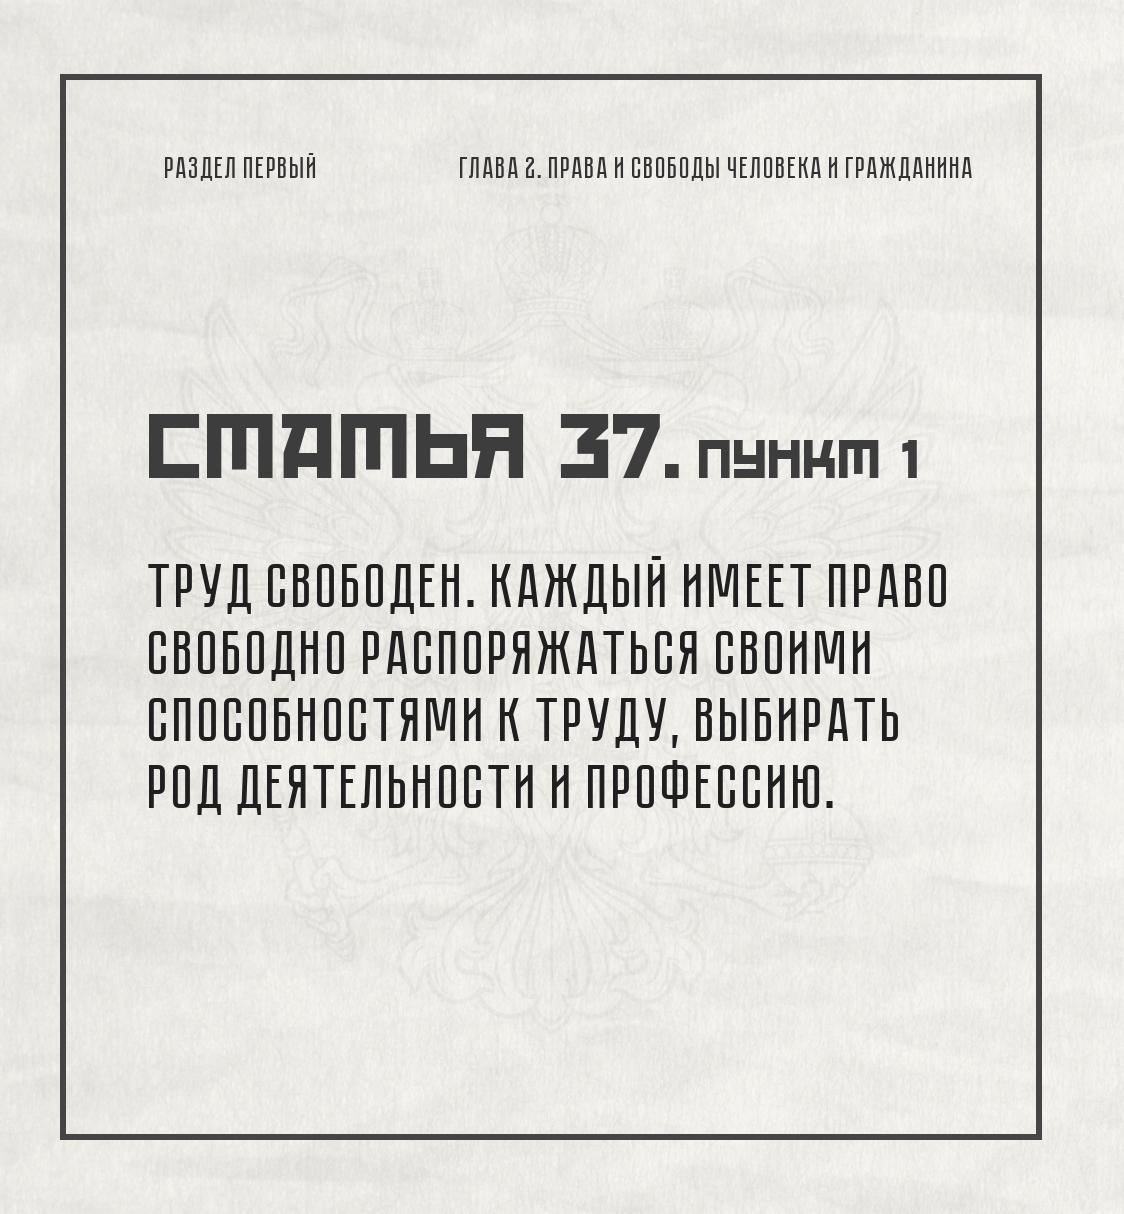 РАЗДЕЛ ПЕРВЫЙ
ГЛАВА 2. ПРАВА И СВОБОДЫ ЧЕЛОВЕКА И ГРАЖДАНИНА
СТАТЬЯ 37. ПУНКТ 1
ТРУД СВОБОДЕН. КАЖДЫЙ ИМЕЕТ ПРАВО
СВОБОДНО РАСПОРЯЖАТЬСЯ СВОИМИ
СПОСОБНОСТЯМИ К ТРУДУ, ВЫБИРАТЬ
РОД ДЕЯТЕЛЬНОСТИ И ПРОФЕССИЮ.